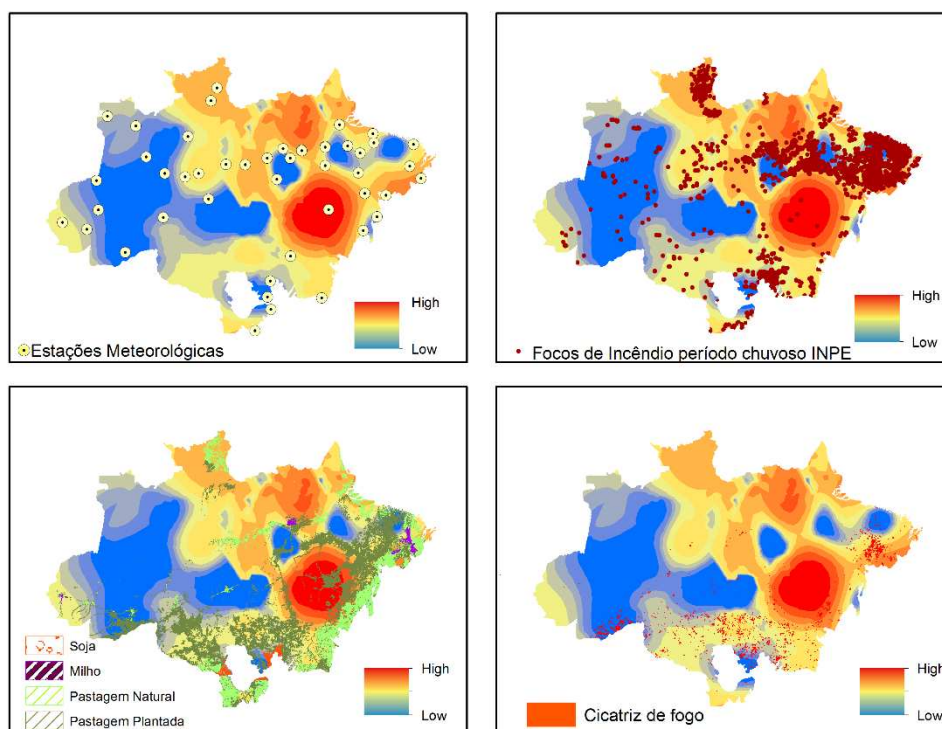 High
Low
Estações Meteorológicas
High
Low
Focos de Incêndio período chuvoso INPE
Soja
Milho
Pastagem Natural
Pastagem Plantada
High
Low
High
Low
Cicatriz de fogo